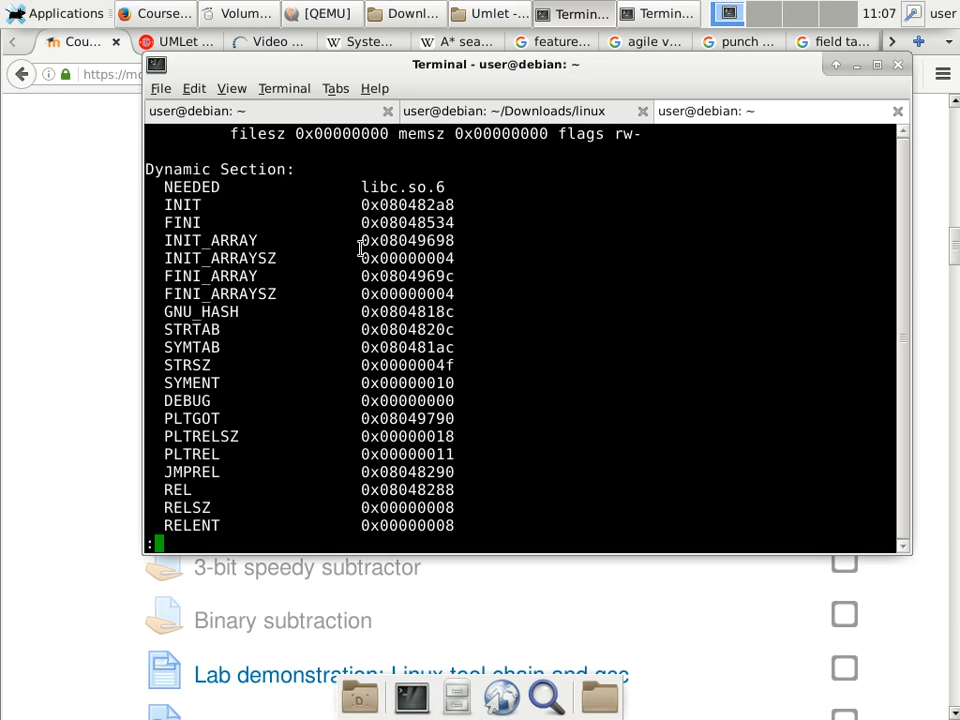 Applications
Course...
Volum...
[QEMU]
Downl...
Umlet -...
Termin...
Termin...
11:07
user
Cou...
UMLet ...
Video ...
Syste...
A* sea...
feature...
agile v...
punch ...
field ta...
https://mo
View
Terminal - user@debian: ~
File Edit View Terminal Tabs Help
user@debian: ~
user@debian: ~/Downloads/linux
user@debian: ~
filesz 0x00000000 memsz 0x00000000 flags rw-
Dynamic Section:
NEEDED libc.so.6
INIT 0x080482a8
FINI 0x08048534
INIT_ARRAY 0x08049698
INIT_ARRAYSZ 0x00000004
FINI_ARRAY 0x0804969c
FINI_ARRAYSZ 0x00000004
GNU_HASH 0x0804818c
STRTAB 0x0804820c
SYMTAB 0x080481ac
STRSZ 0x0000004f
SYMENT 0x00000010
DEBUG 0x00000000
PLTGOT 0x08049790
PLTRELSZ 0x00000018
PLTREL 0x00000011
JMPREL 0x08048290
REL 0x08048288
RELSZ 0x00000008
RELENT 0x00000008
:
3-bit speedy subtractor
Binary subtraction
Lab demonstration: Linux tool chain and gcc